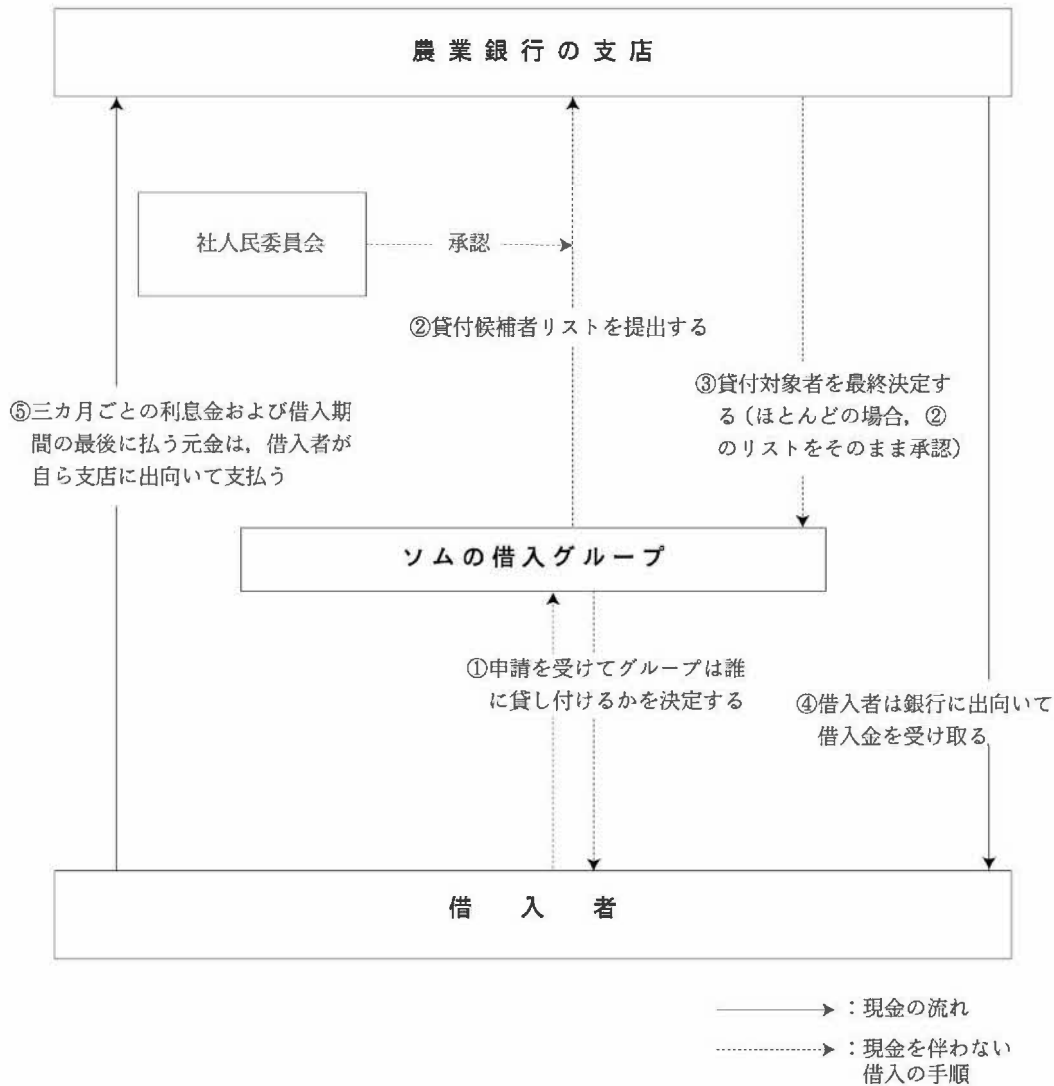 農業銀行の支店
社人民委員会
承認
②貸付候補者リストを提出する
③貸付対象者を最終決定す
る（ほとんどの場合，②
のリストをそのまま承認）
⑤三カ月ごとの利息金および借入期
間の最後に払う元金は，借入者が
自ら支店に出向いて支払う
ソムの借入グループ
①申請を受けてグループは誰
に貸し付けるかを決定する
④借入者は銀行に出向いて
借入金を受け取る
借入者
：現金の流れ
：現金を伴わない
借入の手順